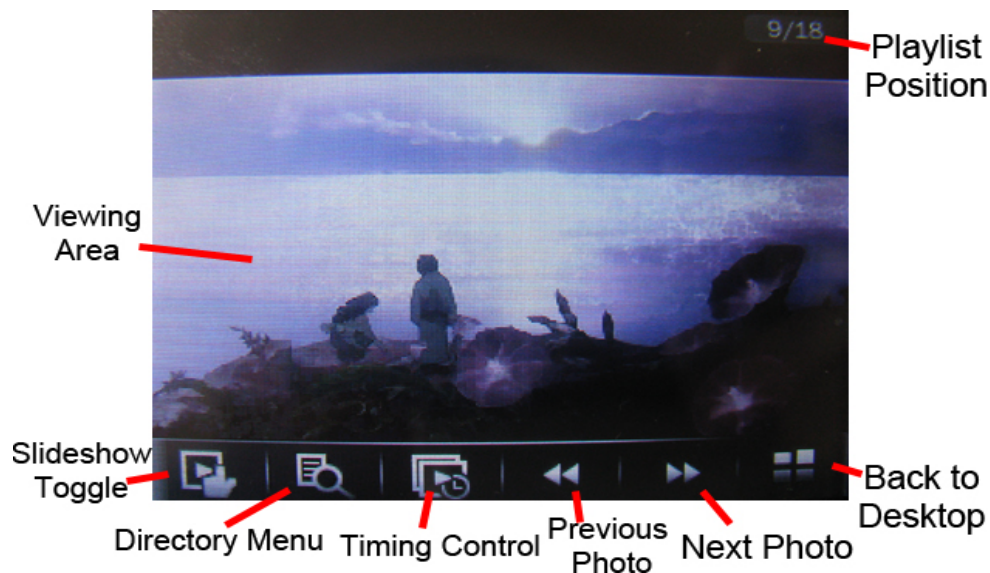 9/18
Playlist
Position
Viewing
Area
Slideshow
Toggle
Directory Menu
Timing Control
Previous
Photo
Next Photo
Back to
Desktop